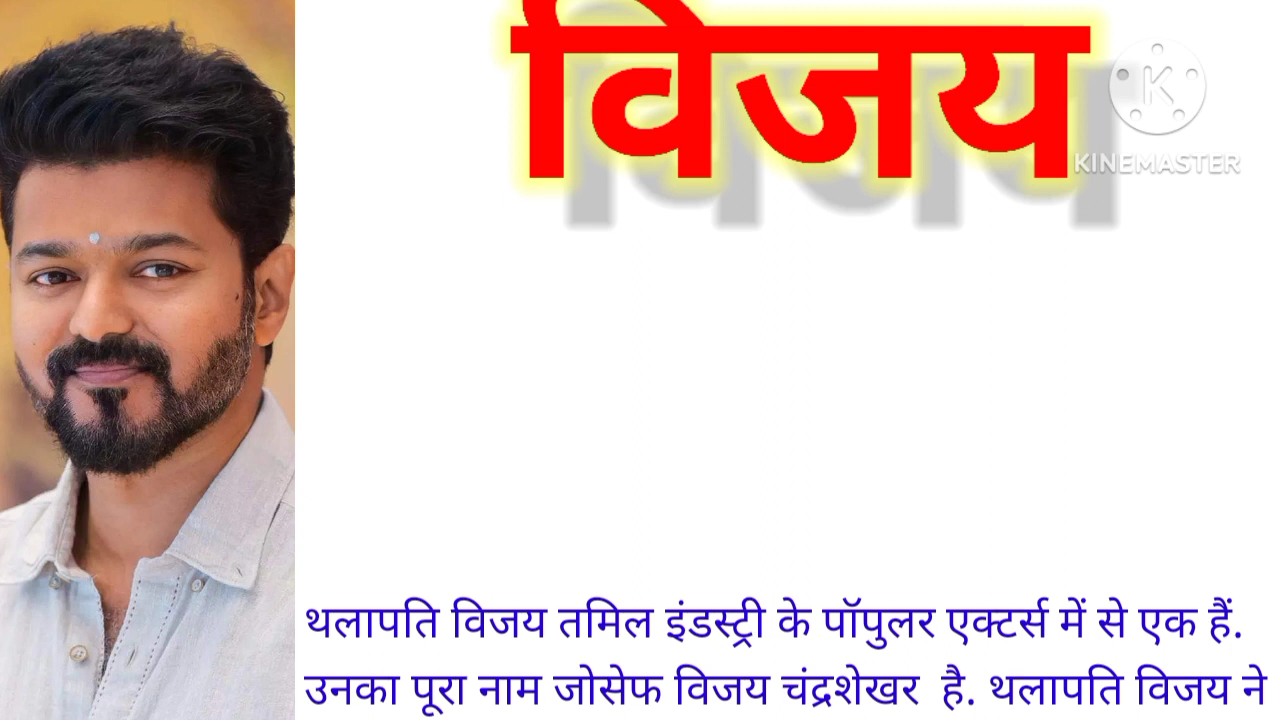 विजय
K
KINEMASTER
थलापति विजय तमिल इंडस्ट्री के पॉपुलर एक्टर्स में से एक हैं.
उनका पूरा नाम जोसेफ विजय चंद्रशेखर है. थलापति विजय ने